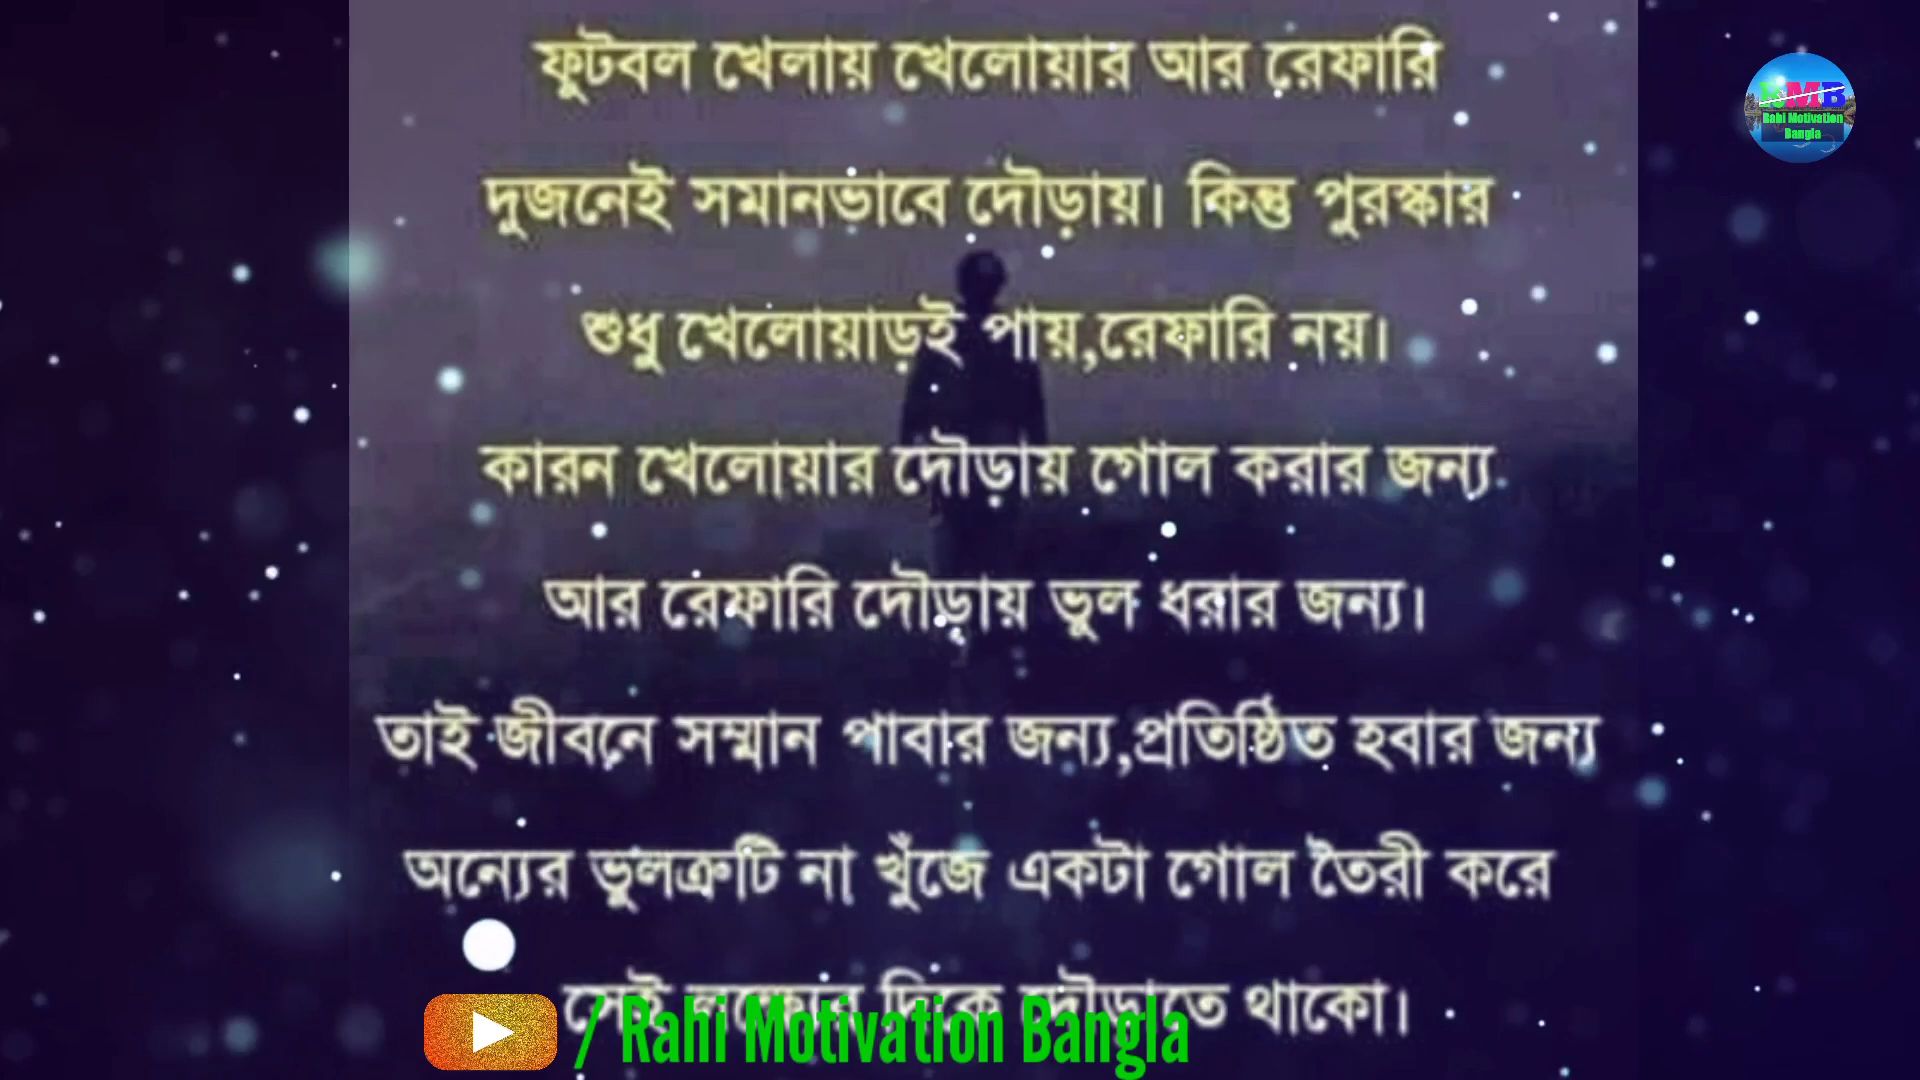 ফুটবল খেলায় খেলোয়ার আর রেফারি
দুজনেই সমানভাবে দৌড়ায়। কিন্তু পুরস্কার
শুধু খেলোয়াড়ই পায়,রেফারি নয়।
কারন খেলোয়ার দৌড়ায় গোল করার জন্য
আর রেফারি দৌড়ায় ভুল ধরার জন্য।
তাই জীবনে সম্মান পাবার জন্য,প্রতিষ্ঠিত হবার জন্য
অন্যের ভুলত্রুটি না খুঁজে একটা গোল তৈরী করে
সেই লক্ষ্যের দিকে দৌড়াতে থাকো।
/ Rahi Motivation Bangla
RMB
Rahi Motivation
Bangla